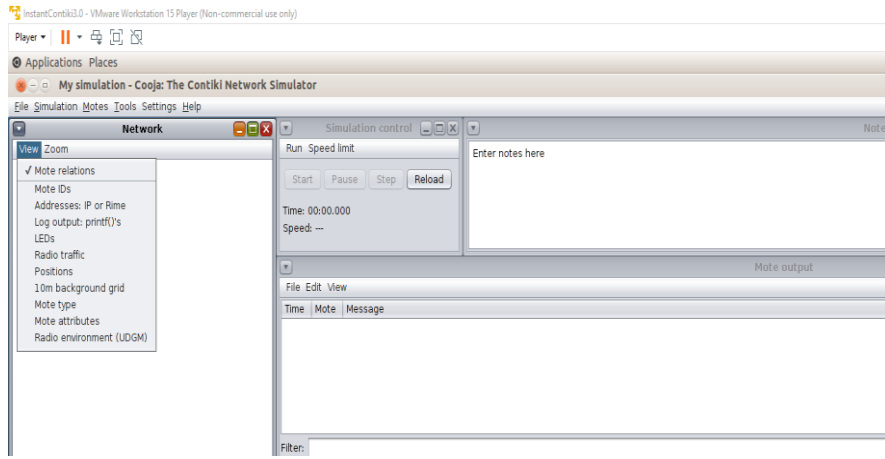 InstantContiki3.0 - VMware Workstation 15 Player (Non-commercial use only)
Player
Applications Places
My simulation - Cooja: The Contiki Network Simulator
File Simulation Motes Tools Settings Help
Network
View Zoom
✓ Mote relations
Mote IDs
Addresses: IP or Rime
Log output: printf()'s
LEDs
Radio traffic
Positions
10m background grid
Mote type
Mote attributes
Radio environment (UDGM)
Simulation control
Run Speed limit
Start Pause Step Reload
Time: 00:00.000
Speed: ---
Note
Enter notes here
Mote output
File Edit View
Time Mote Message
Filter: